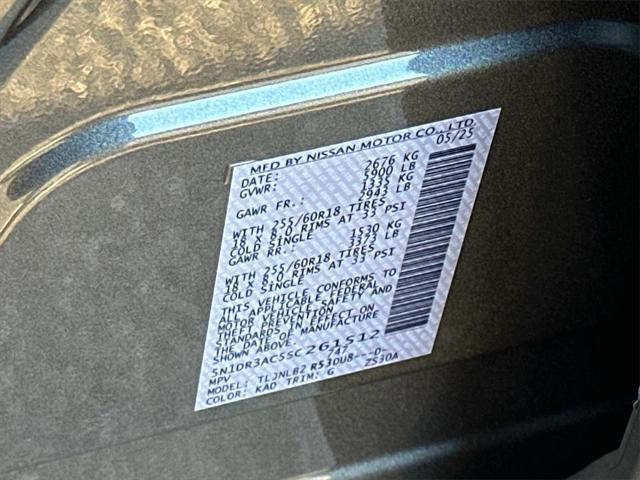 MFD BY NISSAN MOTOR CO., LTD.
DATE: 05/25
GVWR: 2676 KG
5900 LB
GAWR FR.: 1335 KG
2943 LB
WITH 255/60R18 TIRES
18 X 8.0 RIMS AT 33 PSI
COLD SINGLE
GAWR RR.: 1530 KG
3373 LB
WITH 255/60R18 TIRES
18 X 8.0 RIMS AT 33 PSI
COLD SINGLE
THIS VEHICLE CONFORMS TO
ALL APPLICABLE FEDERAL
MOTOR VEHICLE SAFETY AND
THEFT PREVENTION
STANDARDS IN EFFECT ON
THE DATE OF MANUFACTURE
SHOWN ABOVE.
5N1DR3AC5SC261512
MPV 747
TLJNLB2 R530U8---D-
MODEL: ZS30A
COLOR: KAD TRIM: G